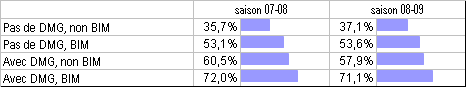 saison 07-08 saison 08-09
Pas de DMG, non BIM 35,7% 37,1%
Pas de DMG, BIM 53,1% 53,6%
Avec DMG, non BIM 60,5% 57,9%
Avec DMG, BIM 72,0% 71,1%